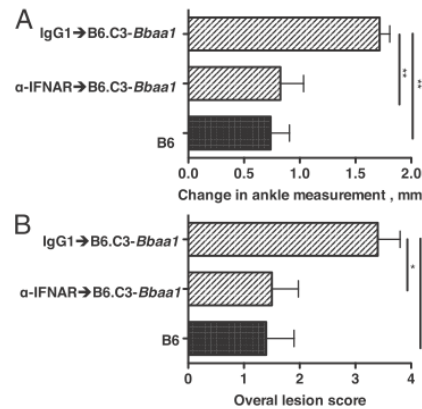 A
IgG1➔B6.C3-Bbaa1
α-IFNAR➔B6.C3-Bbaa1
B6
**
**
0.0 0.5 1.0 1.5 2.0
Change in ankle measurement , mm
B
IgG1➔B6.C3-Bbaa1
α-IFNAR➔B6.C3-Bbaa1
B6
*
0 1 2 3 4
Overal lesion score